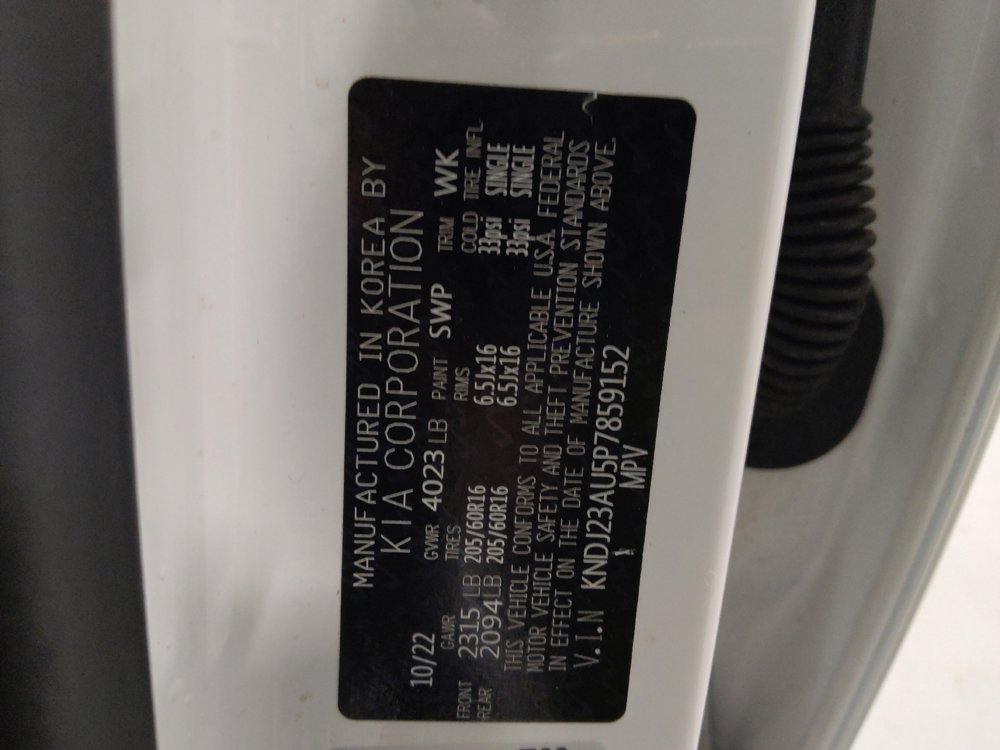 MANUFACTURED IN KOREA BY
KIA CORPORATION
10/22 GVWR 4023 LB PAINT SWP TRIM WK
GAWR TIRES RIMS COLD TIRE INFL
FRONT 2315 LB 205/60R16 6.5Jx16 33psi SINGLE
REAR 2094 LB 205/60R16 6.5Jx16 33psi SINGLE
THIS VEHICLE CONFORMS TO ALL APPLICABLE U.S.A. FEDERAL
MOTOR VEHICLE SAFETY AND THEFT PREVENTION STANDARDS
IN EFFECT ON THE DATE OF MANUFACTURE SHOWN ABOVE.
V.I.N KNDJ23AU5P7859152
MPV